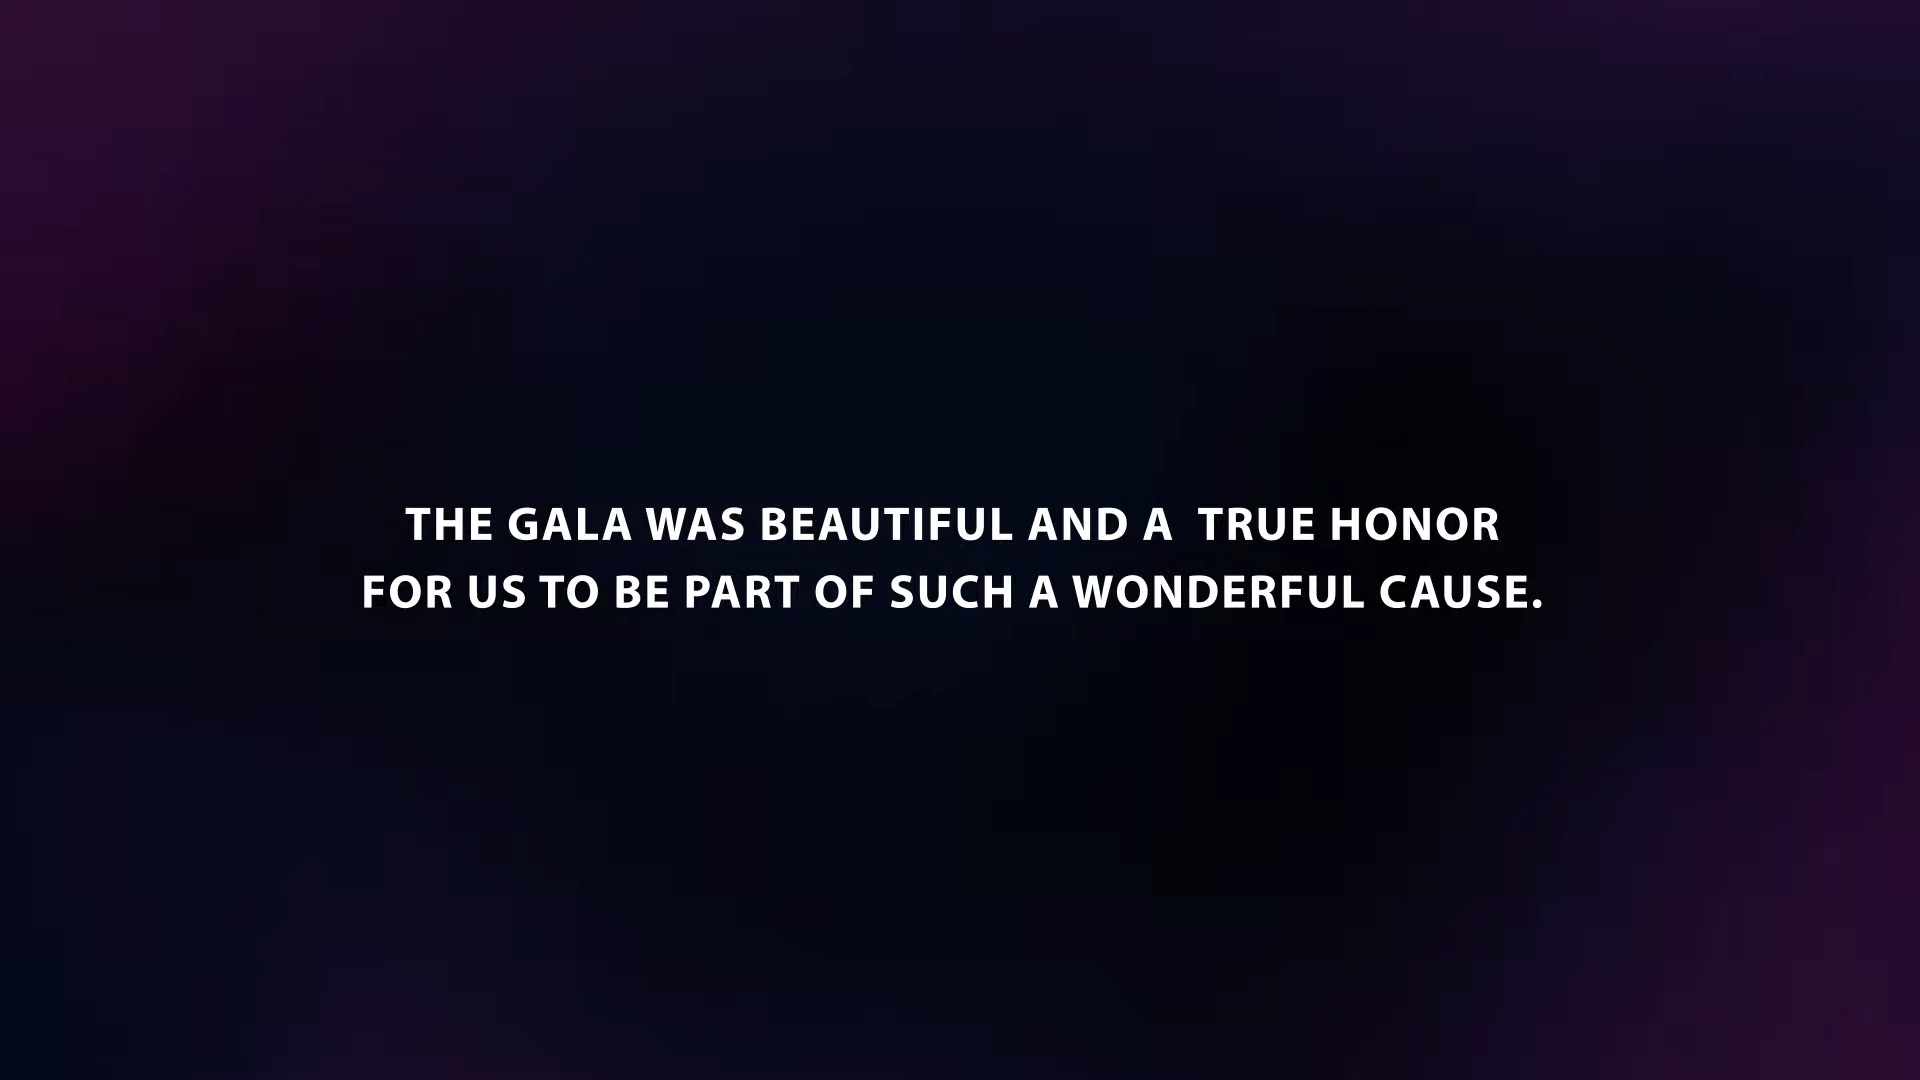 THE GALA WAS BEAUTIFUL AND A  TRUE HONOR
FOR US TO BE PART OF SUCH A WONDERFUL CAUSE.